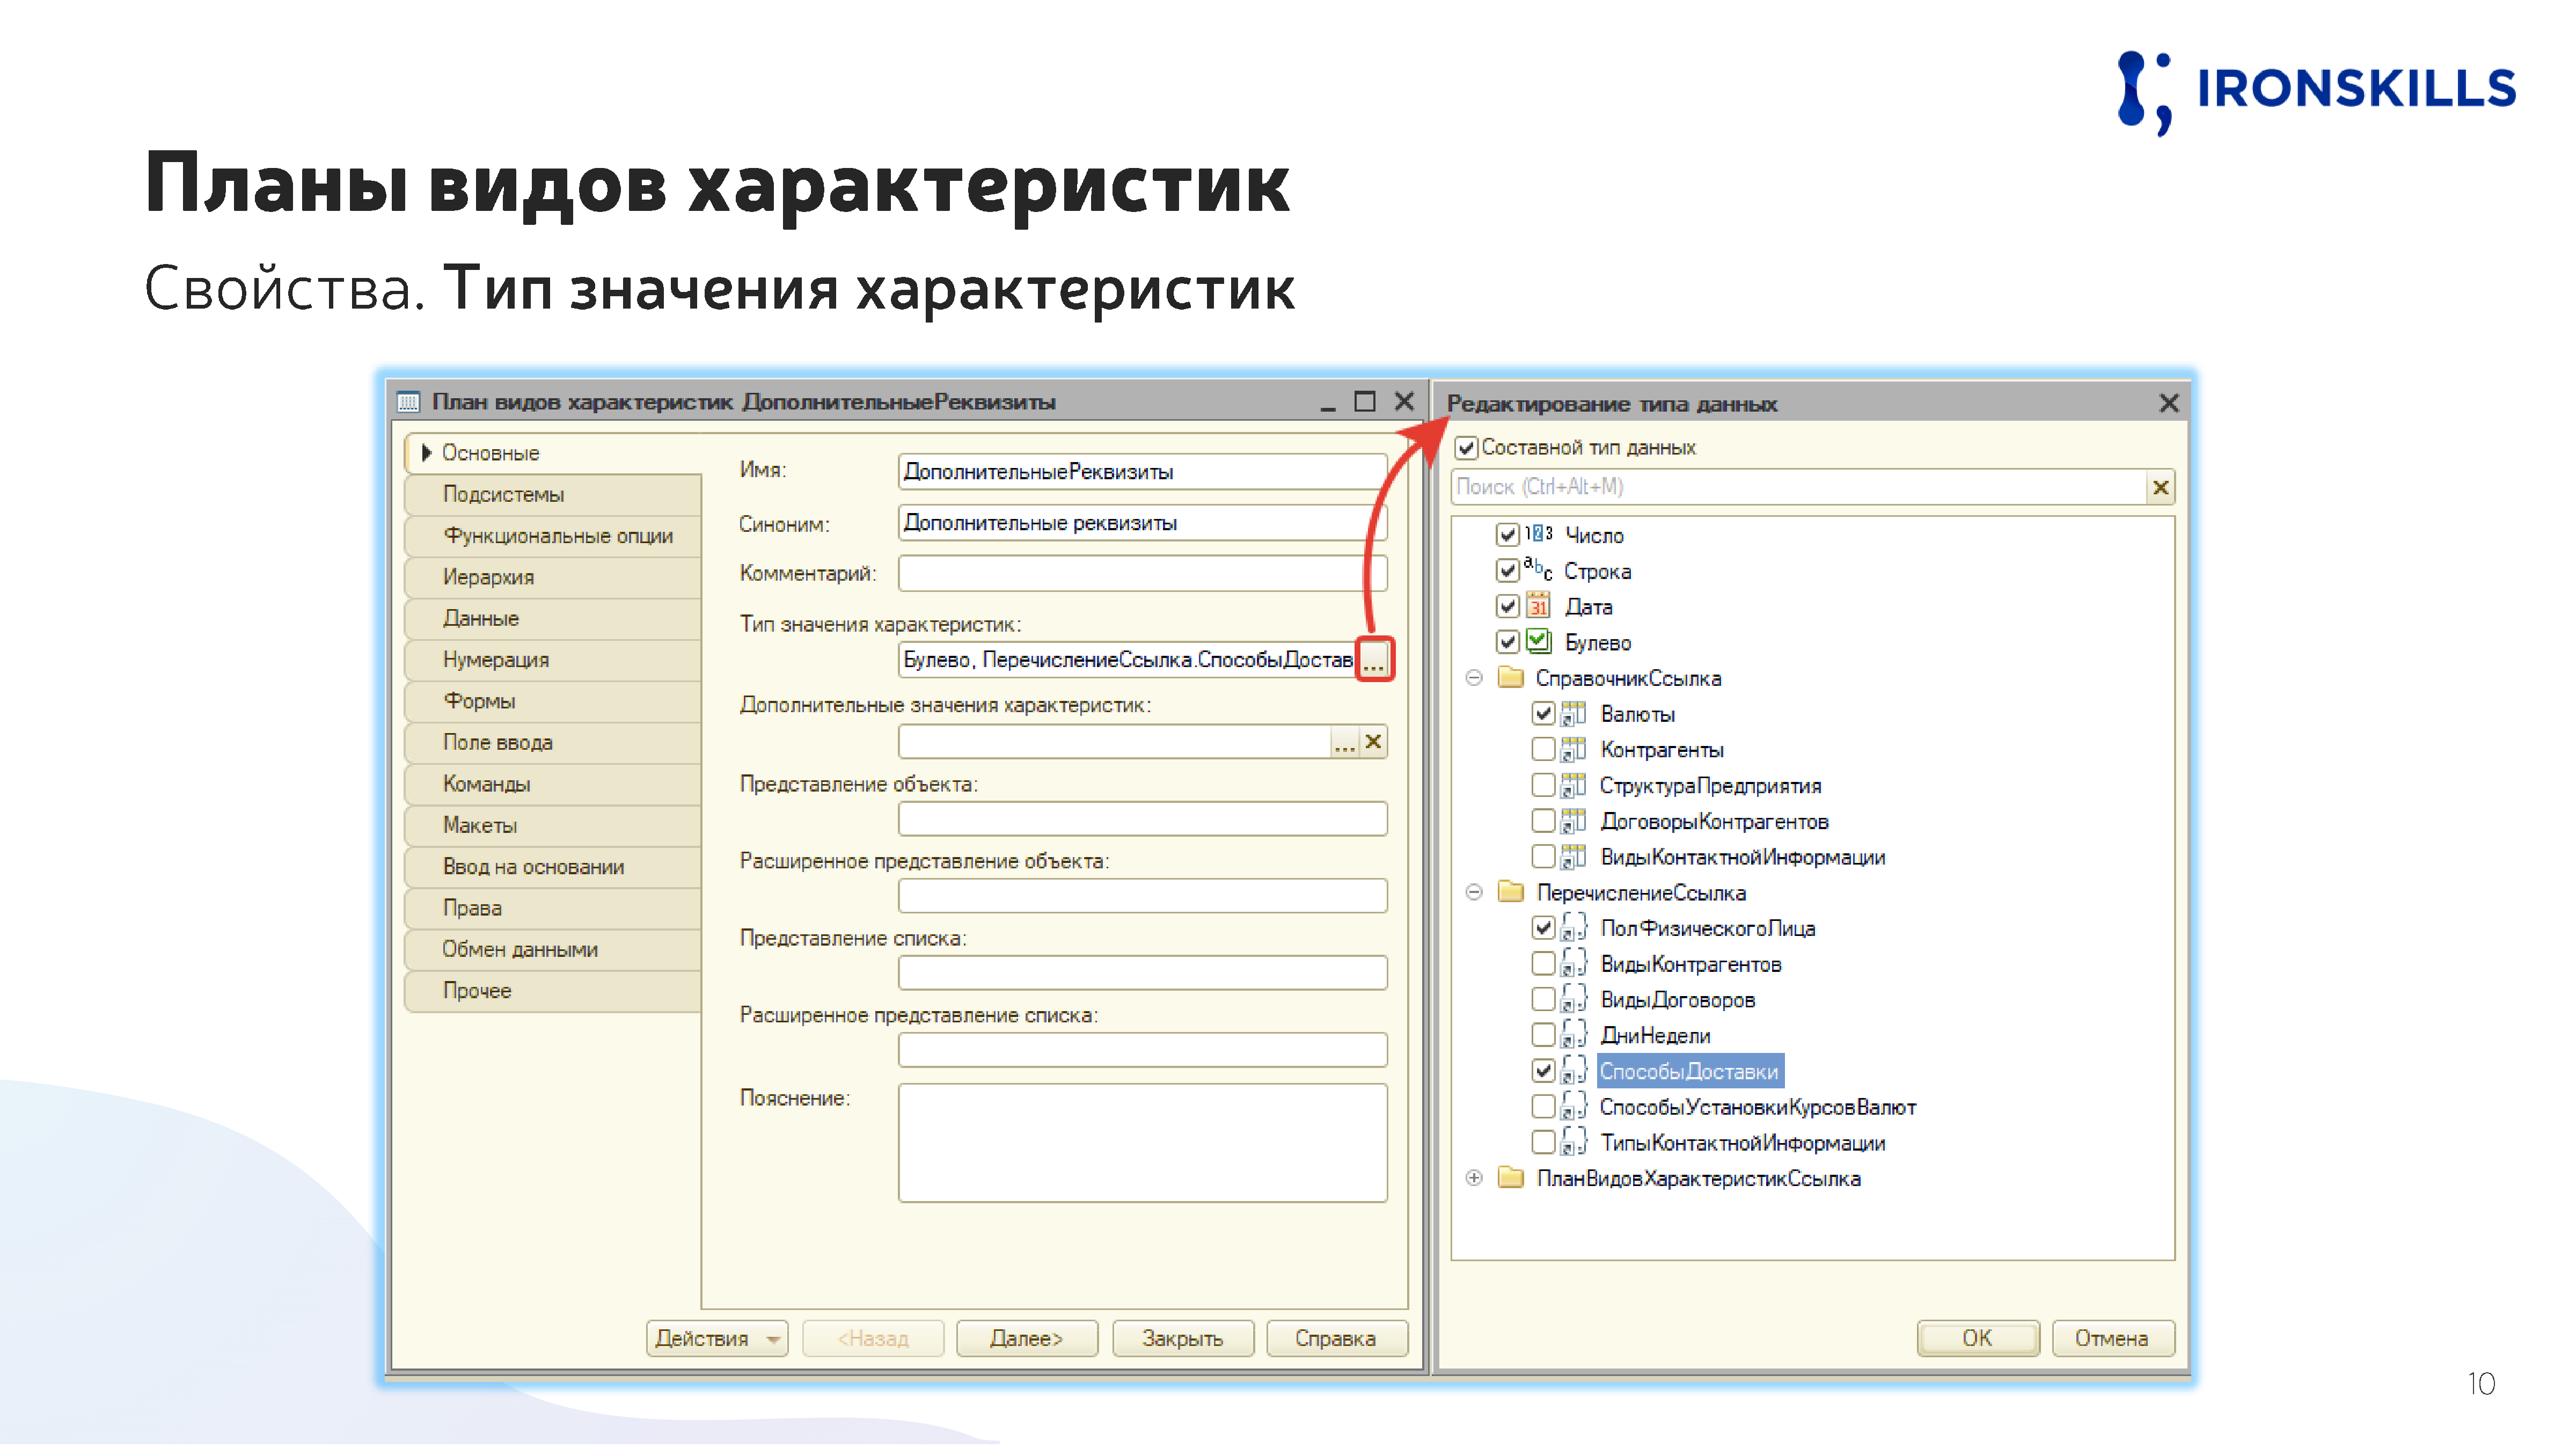 IRONSKILLS
Планы видов характеристик
Свойства. Тип значения характеристик
План видов характеристик ДополнительныеРеквизиты
Основные
Подсистемы
Функциональные опции
Иерархия
Данные
Нумерация
Формы
Поле ввода
Команды
Макеты
Ввод на основании
Права
Обмен данными
Прочее
Имя: ДополнительныеРеквизиты
Синоним: Дополнительные реквизиты
Комментарий:
Тип значения характеристик:
Булево, ПеречислениеСсылка.СпособыДостав ...
Дополнительные значения характеристик:
...
Представление объекта:
Расширенное представление объекта:
Представление списка:
Расширенное представление списка:
Пояснение:
Действия <Назад Далее> Закрыть Справка
Редактирование типа данных
Составной тип данных
Поиск (Ctrl+Alt+M)
123 Число
abc Строка
31 Дата
Булево
СправочникСсылка
Валюты
Контрагенты
СтруктураПредприятия
ДоговорыКонтрагентов
ВидыКонтактнойИнформации
ПеречислениеСсылка
ПолФизическогоЛица
ВидыКонтрагентов
ВидыДоговоров
ДниНедели
СпособыДоставки
СпособыУстановкиКурсовВалют
ТипыКонтактнойИнформации
ПланВидовХарактеристикСсылка
ОК Отмена
10